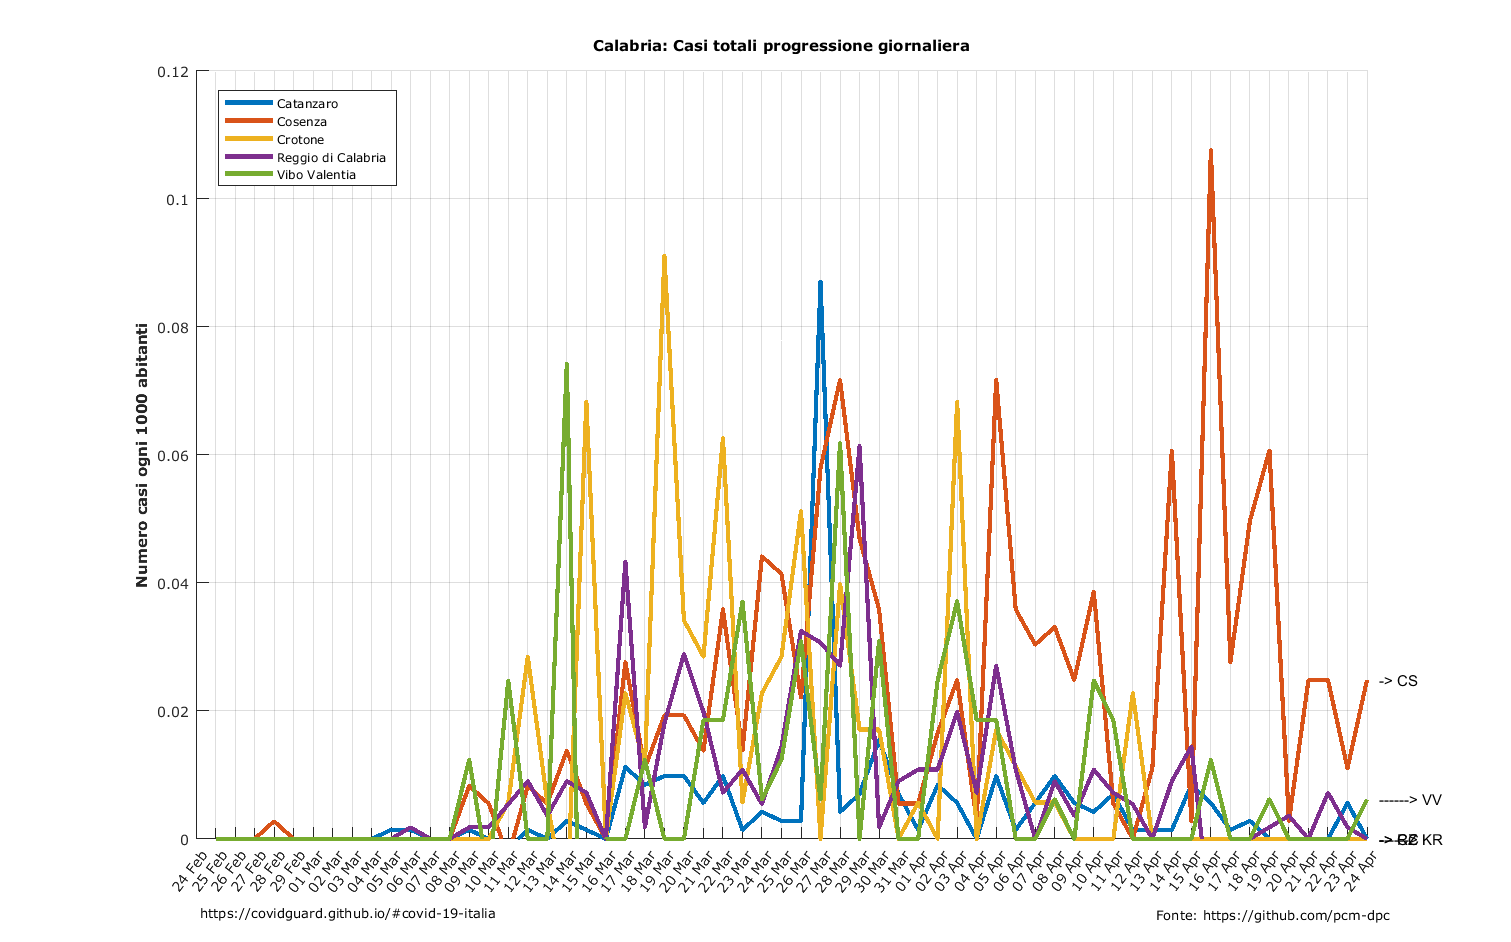 Calabria: Casi totali progressione giornaliera
Numero casi ogni 1000 abitanti
0.12
0.1
0.08
0.06
0.04
0.02
0
Catanzaro
Cosenza
Crotone
Reggio di Calabria
Vibo Valentia
-> CS
------> VV
KR
24 Feb
25 Feb
26 Feb
27 Feb
28 Feb
29 Feb
01 Mar
02 Mar
03 Mar
04 Mar
05 Mar
06 Mar
07 Mar
08 Mar
09 Mar
10 Mar
11 Mar
12 Mar
13 Mar
14 Mar
15 Mar
16 Mar
17 Mar
18 Mar
19 Mar
20 Mar
21 Mar
22 Mar
23 Mar
24 Mar
25 Mar
26 Mar
27 Mar
28 Mar
29 Mar
30 Mar
31 Mar
01 Apr
02 Apr
03 Apr
04 Apr
05 Apr
06 Apr
07 Apr
08 Apr
09 Apr
10 Apr
11 Apr
12 Apr
13 Apr
14 Apr
15 Apr
16 Apr
17 Apr
18 Apr
19 Apr
20 Apr
21 Apr
22 Apr
23 Apr
24 Apr
https://covidguard.github.io/#covid-19-italia
Fonte: https://github.com/pcm-dpc